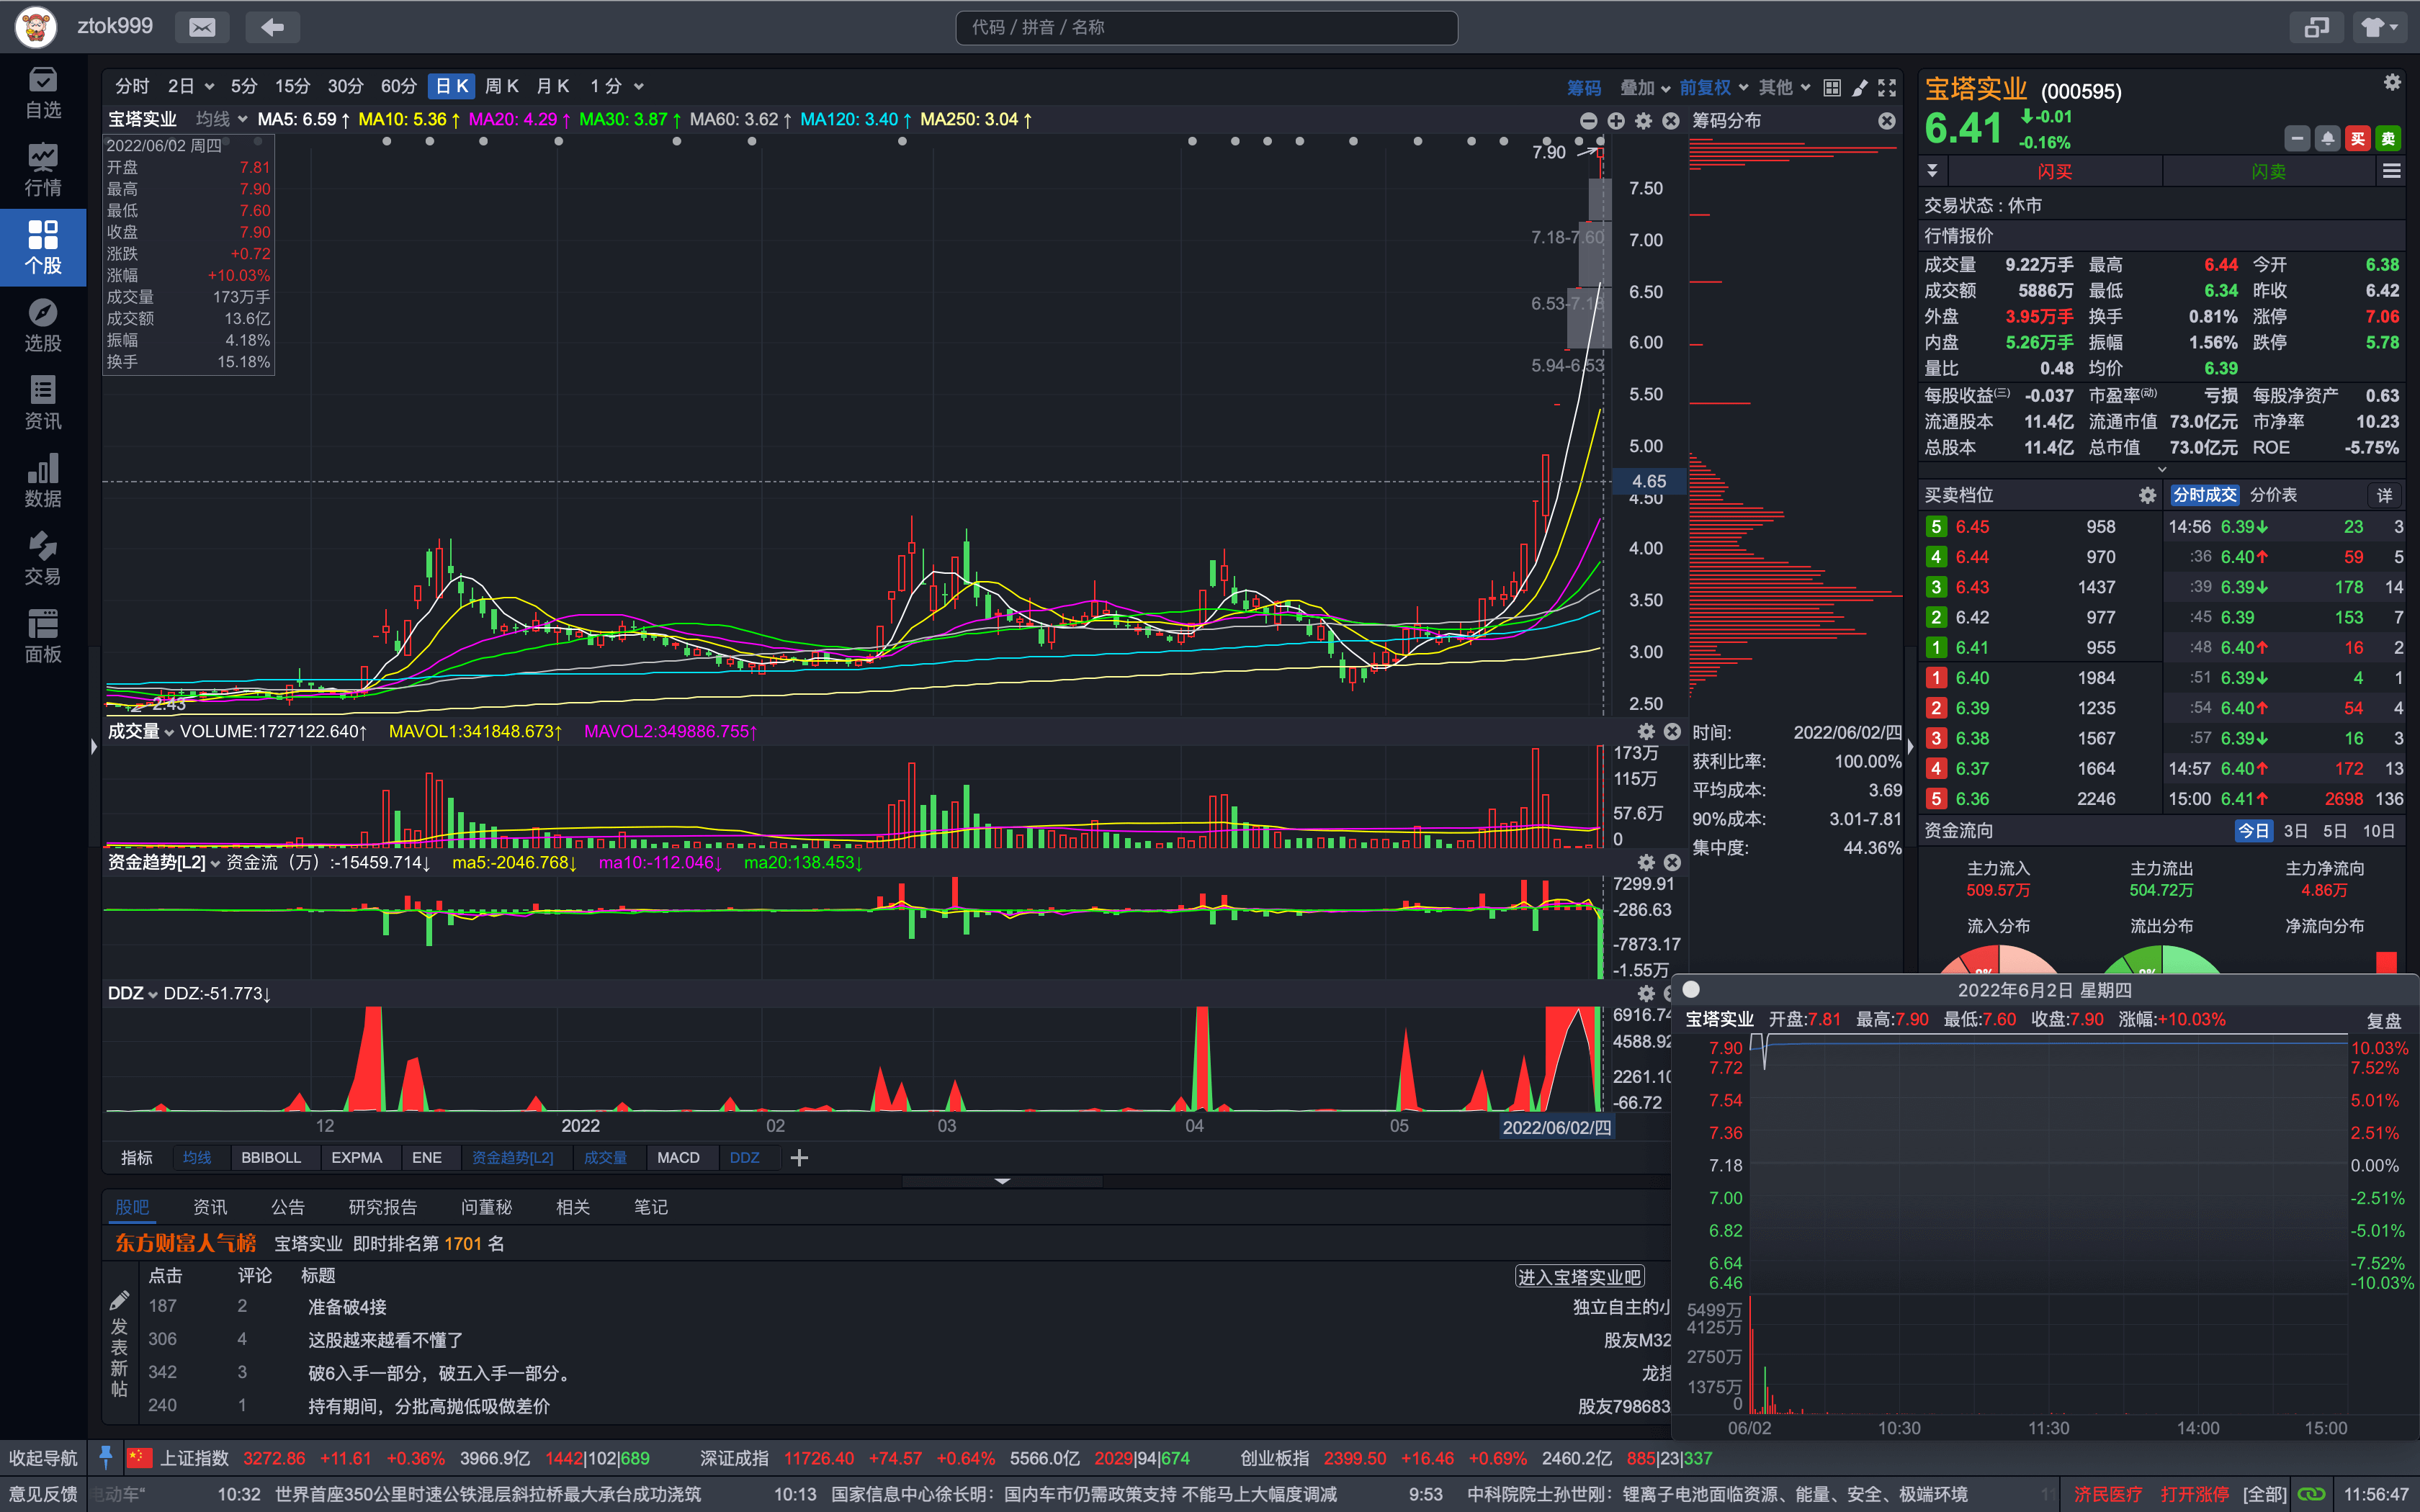 ztok999
代码 / 拼音 / 名称
自选
行情
个股
选股
资讯
数据
交易
面板
分时 2日 5分 15分 30分 60分 日K 周K 月K 1分 筹码 叠加 前复权 其他
宝塔实业 均线 MA5: 6.59↑ MA10: 5.36↑ MA20: 4.29↑ MA30: 3.87↑ MA60: 3.62↑ MA120: 3.40↑ MA250: 3.04↑
筹码分布
2022/06/02 周四
开盘 7.81
最高 7.90
最低 7.60
收盘 7.90
涨跌 +0.72
涨幅 +10.03%
成交量 173万手
成交额 13.6亿
振幅 4.18%
换手 15.18%
7.90
7.18-7.60
6.53-7.18
5.94-6.53
2.43
7.50
7.00
6.50
6.00
5.50
5.00
4.65
4.50
4.00
3.50
3.00
2.50
成交量 VOLUME:1727122.640↑ MAVOL1:341848.673↑ MAVOL2:349886.755↑
173万
115万
57.6万
0
时间: 2022/06/02/四
获利比率: 100.00%
平均成本: 3.69
90%成本: 3.01-7.81
集中度: 44.36%
资金趋势[L2] 资金流（万）:-15459.714↓ ma5:-2046.768↓ ma10:-112.046↓ ma20:138.453↓
7299.91
-286.63
-7873.17
-1.55万
DDZ DDZ:-51.773↓
6916.74
4588.92
2261.10
-66.72
12 2022 02 03 04 05 2022/06/02/四
指标 均线 BBIBOLL EXPMA ENE 资金趋势[L2] 成交量 MACD DDZ
股吧 资讯 公告 研究报告 问董秘 相关 笔记
东方财富人气榜 宝塔实业 即时排名第 1701 名
点击 评论 标题 进入宝塔实业吧
187 2 准备破4接 独立自主的小
306 4 这股越来越看不懂了 股友M32
342 3 破6入手一部分，破五入手一部分。
240 1 持有期间，分批高抛低吸做差价 股友798683
发表新帖
宝塔实业 (000595)
6.41 -0.01
-0.16%
买 卖
闪买 闪卖
交易状态 : 休市
行情报价
成交量 9.22万手 最高 6.44 今开 6.38
成交额 5886万 最低 6.34 昨收 6.42
外盘 3.95万手 换手 0.81% 涨停 7.06
内盘 5.26万手 振幅 1.56% 跌停 5.78
量比 0.48 均价 6.39
每股收益(三) -0.037 市盈率(动) 亏损 每股净资产 0.63
流通股本 11.4亿 流通市值 73.0亿元 市净率 10.23
总股本 11.4亿 总市值 73.0亿元 ROE -5.75%
买卖档位 分时成交 分价表 详
5 6.45 958 14:56 6.39↓ 23 3
4 6.44 970 :36 6.40↑ 59 5
3 6.43 1437 :39 6.39↓ 178 14
2 6.42 977 :45 6.39 153 7
1 6.41 955 :48 6.40↑ 16 2
1 6.40 1984 :51 6.39↓ 4 1
2 6.39 1235 :54 6.40↑ 54 4
3 6.38 1567 :57 6.39↓ 16 3
4 6.37 1664 14:57 6.40↑ 172 13
5 6.36 2246 15:00 6.41↑ 2698 136
资金流向 今日 3日 5日 10日
主力流入 主力流出 主力净流向
509.57万 504.72万 4.86万
流入分布 流出分布 净流向分布
2022年6月2日 星期四
宝塔实业 开盘:7.81 最高:7.90 最低:7.60 收盘:7.90 涨幅:+10.03% 复盘
7.90 10.03%
7.72 7.52%
7.54 5.01%
7.36 2.51%
7.18 0.00%
7.00 -2.51%
6.82 -5.01%
6.64 -7.52%
6.46 -10.03%
5499万
4125万
2750万
1375万
0
06/02 10:30 11:30 14:00 15:00
收起导航 上证指数 3272.86 +11.61 +0.36% 3966.9亿 1442|102|689 深证成指 11726.40 +74.57 +0.64% 5566.0亿 2029|94|674 创业板指 2399.50 +16.46 +0.69% 2460.2亿 885|23|337
意见反馈 电动车“ 10:32 世界首座350公里时速公铁混层斜拉桥最大承台成功浇筑 10:13 国家信息中心徐长明：国内车市仍需政策支持 不能马上大幅度调减 9:53 中科院院士孙世刚：锂离子电池面临资源、能量、安全、极端环境 济民医疗 打开涨停 [全部] 11:56:47